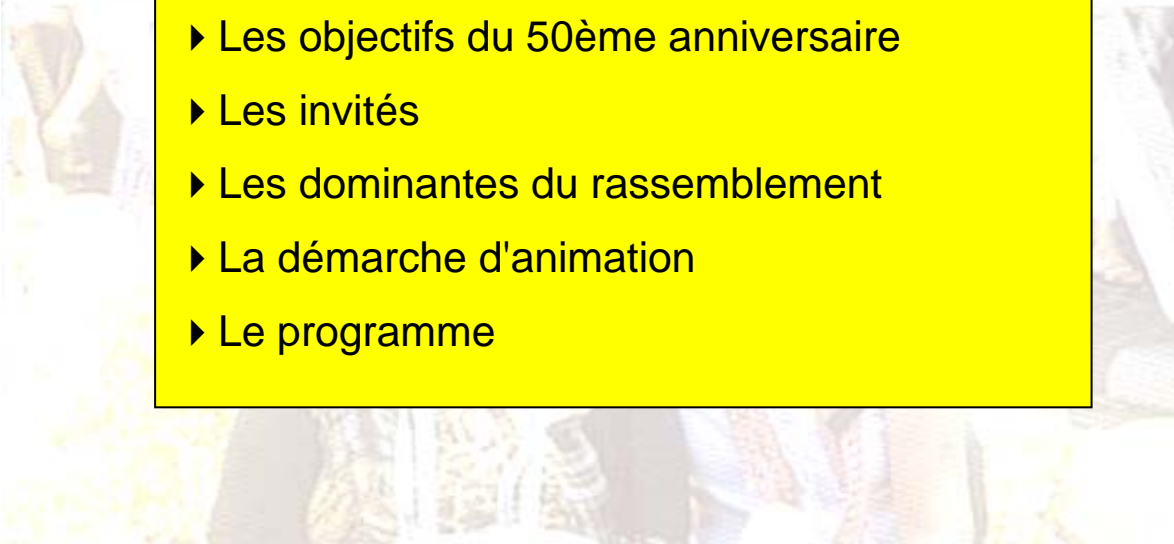 ▸ Les objectifs du 50ème anniversaire
▸ Les invités
▸ Les dominantes du rassemblement
▸ La démarche d'animation
▸ Le programme